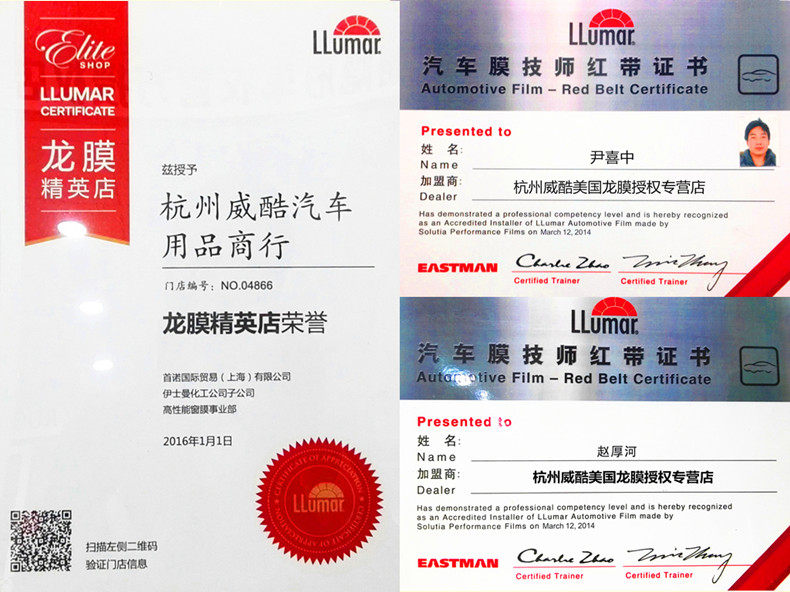 Elite
SHOP
LLUMAR
CERTIFICATE
龙膜
精英店
LLumar
兹授予
杭州威酷汽车
用品商行
门店编号：NO.04866
龙膜精英店荣誉
首诺国际贸易（上海）有限公司
伊士曼化工公司子公司
高性能窗膜事业部
2016年1月1日
CERTIFICATE OF APPRECIATION
LLumar
扫描左侧二维码
验证门店信息
LLumar
汽车膜技师红带证书
Automotive Film – Red Belt Certificate
Presented to
姓 名:
Name
尹喜中
加盟商:
Dealer
杭州威酷美国龙膜授权专营店
Has demonstrated a professional competency level and is hereby recognized
as an Accredited Installer of LLumar Automotive Film made by
Solutia Performance Films on March 12, 2014
EASTMAN
Charlie Zhao
Certified Trainer
Certified Trainer
LLumar
汽车膜技师红带证书
Automotive Film – Red Belt Certificate
Presented to
姓 名:
Name
赵厚河
加盟商:
Dealer
杭州威酷美国龙膜授权专营店
Has demonstrated a professional competency level and is hereby recognized
as an Accredited Installer of LLumar Automotive Film made by
Solutia Performance Films on March 12, 2014
EASTMAN
Charlie Zhao
Certified Trainer
Certified Trainer